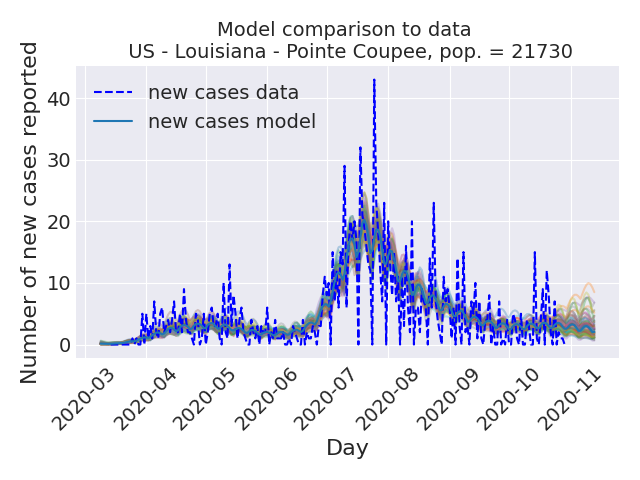 Model comparison to data
US - Louisiana - Pointe Coupee, pop. = 21730
Number of new cases reported
40
30
20
10
0
new cases data
new cases model
2020-03
2020-04
2020-05
2020-06
2020-07
2020-08
2020-09
2020-10
2020-11
Day